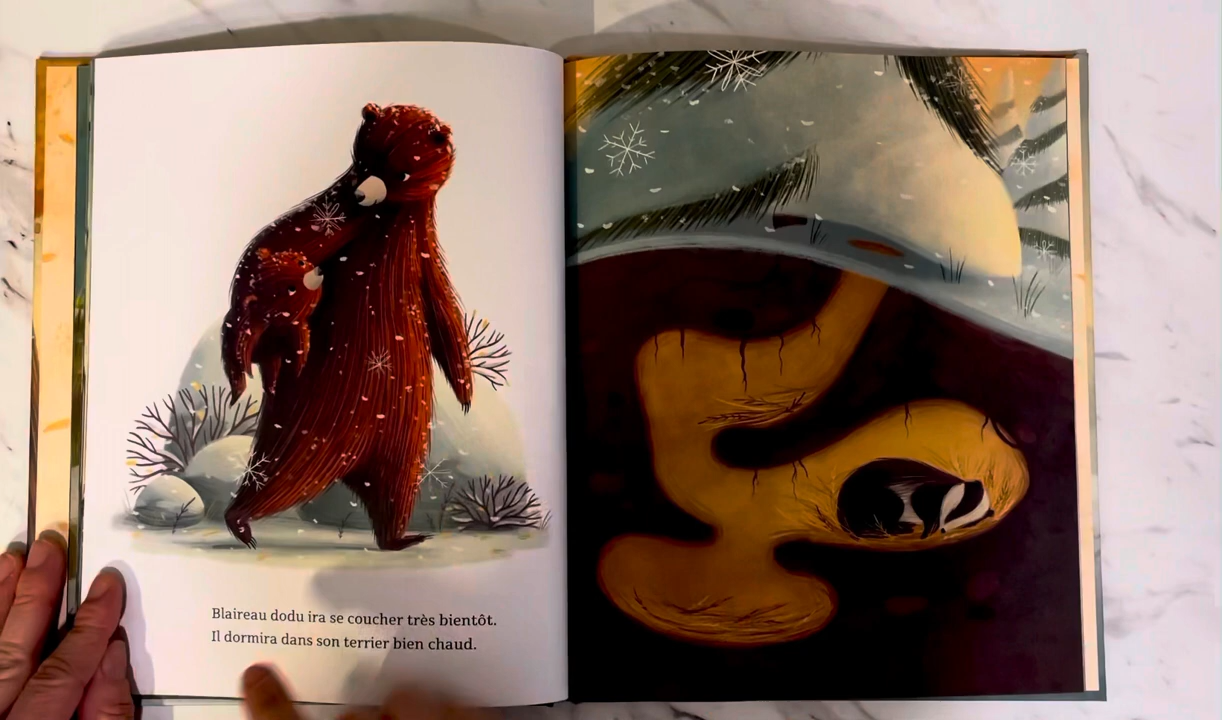 Blaireau dodu ira se coucher très bientôt.
Il dormira dans son terrier bien chaud.